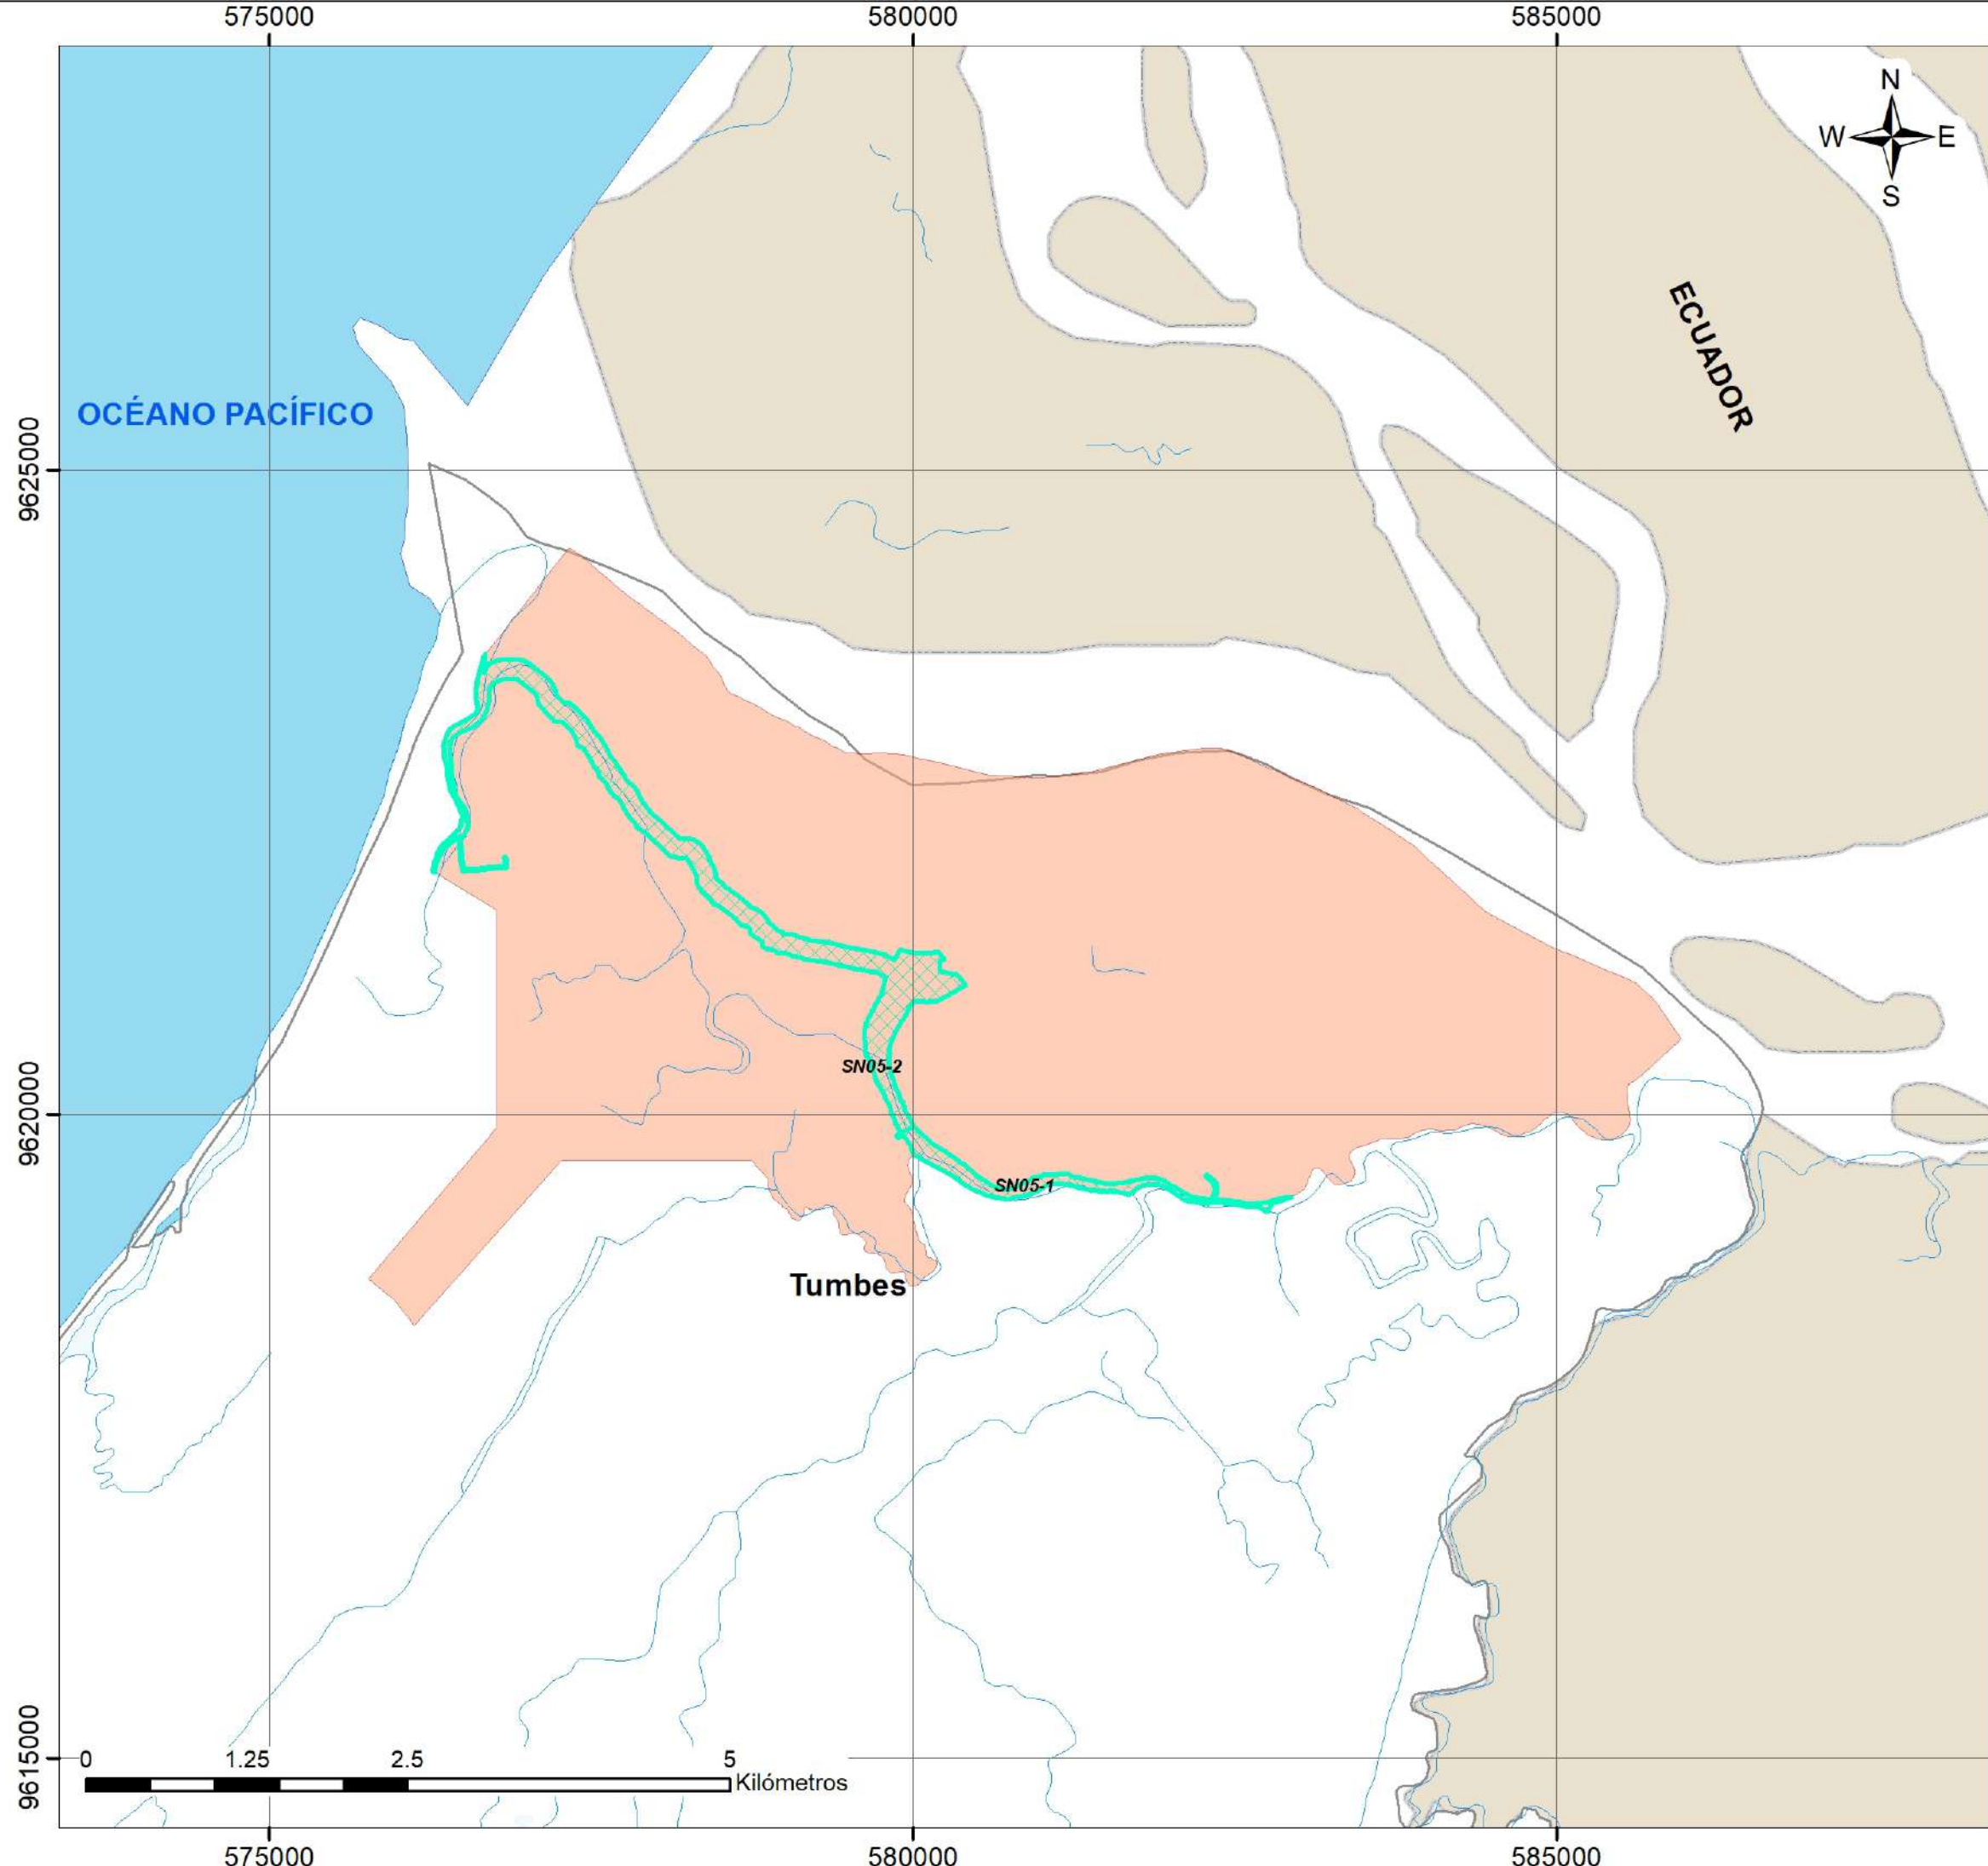 575000 580000 585000
N
W E
S
ECUADOR
OCÉANO PACÍFICO
9625000
SN05-2
9620000
SN05-1
Tumbes
9615000
0 1.25 2.5 5
Kilómetros
575000 580000 585000